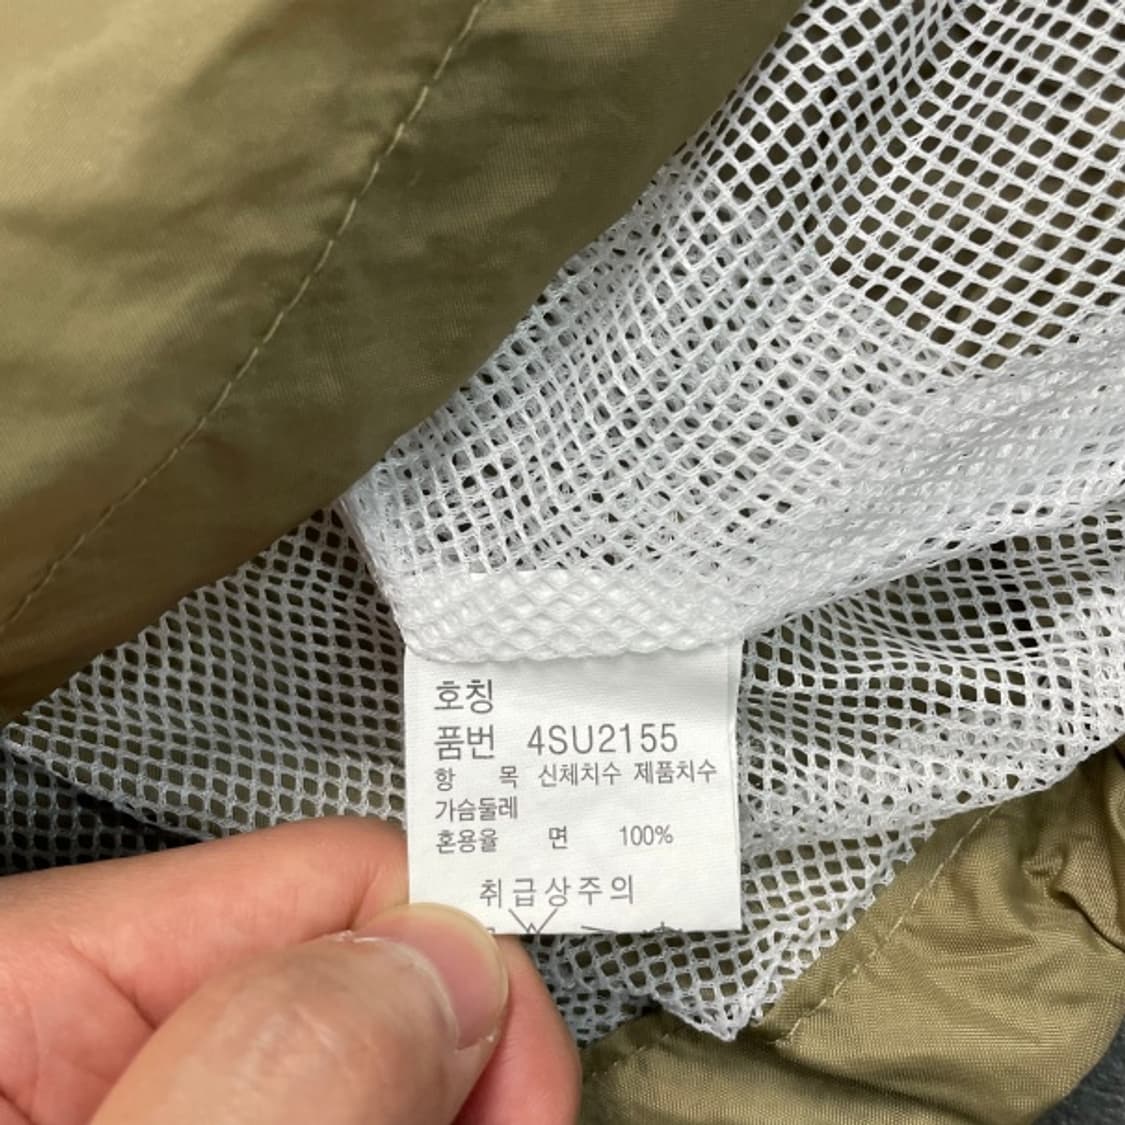 호칭
품번 4SU2155
항 목 신체치수 제품치수
가슴둘레
혼용율 면 100%
취급상주의